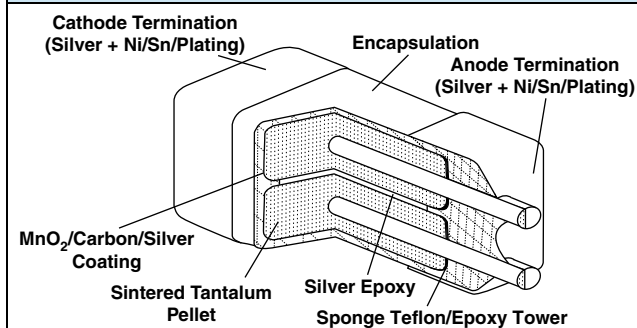 Cathode Termination
(Silver + Ni/Sn/Plating)
Encapsulation
Anode Termination
(Silver + Ni/Sn/Plating)
MnO₂/Carbon/Silver
Coating
Sintered Tantalum
Pellet
Silver Epoxy
Sponge Teflon/Epoxy Tower